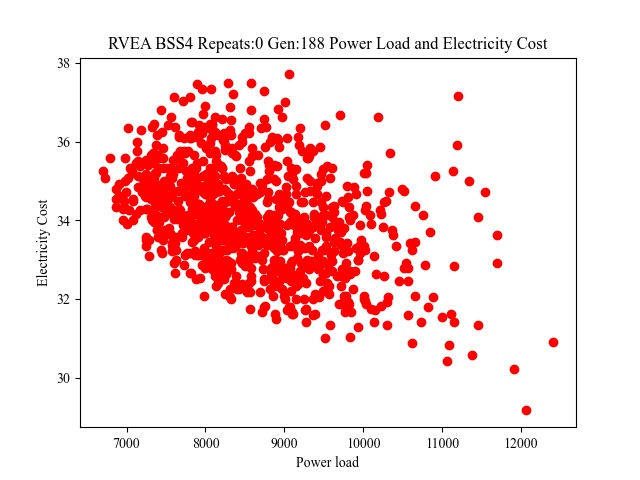 RVEA BSS4 Repeats:0 Gen:188 Power Load and Electricity Cost
38
36
34
32
30
Electricity Cost
7000 8000 9000 10000 11000 12000
Power load